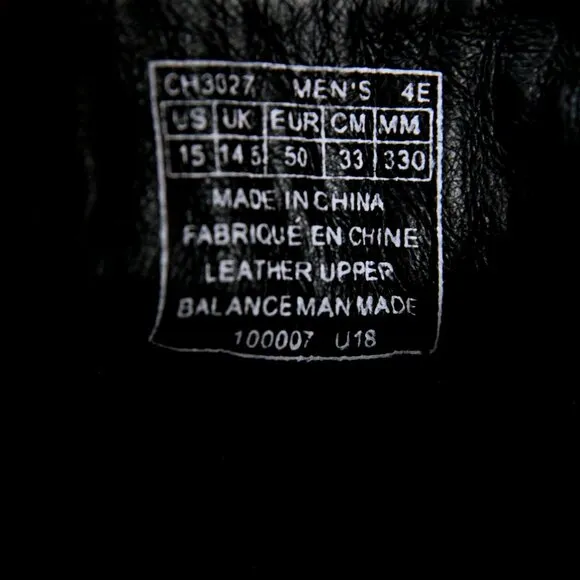 CH3027 MEN'S 4E
US UK EUR CM MM
15 14 5 50 33 330
MADE IN CHINA
FABRIQUÉ EN CHINE
LEATHER UPPER
BALANCE MAN MADE
100007 U18